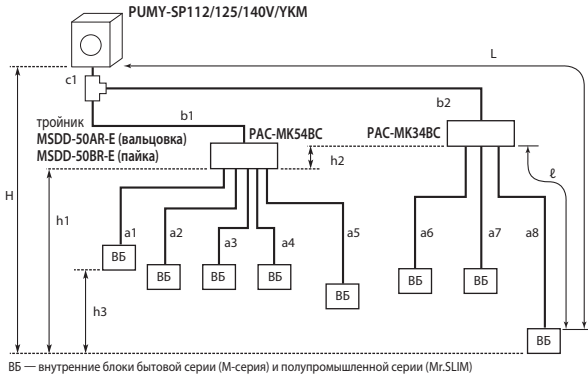 PUMY-SP112/125/140V/YKM
L
c1
b1
b2
тройник
MSDD-50AR-E (вальцовка)
MSDD-50BR-E (пайка)
PAC-MK54BC
PAC-MK34BC
h2
ℓ
H
h1
a1
a2
a3
a4
a5
a6
a7
a8
ВБ
ВБ
ВБ
ВБ
ВБ
ВБ
ВБ
h3
ВБ
ВБ — внутренние блоки бытовой серии (М-серия) и полупромышленной серии (Mr.SLIM)